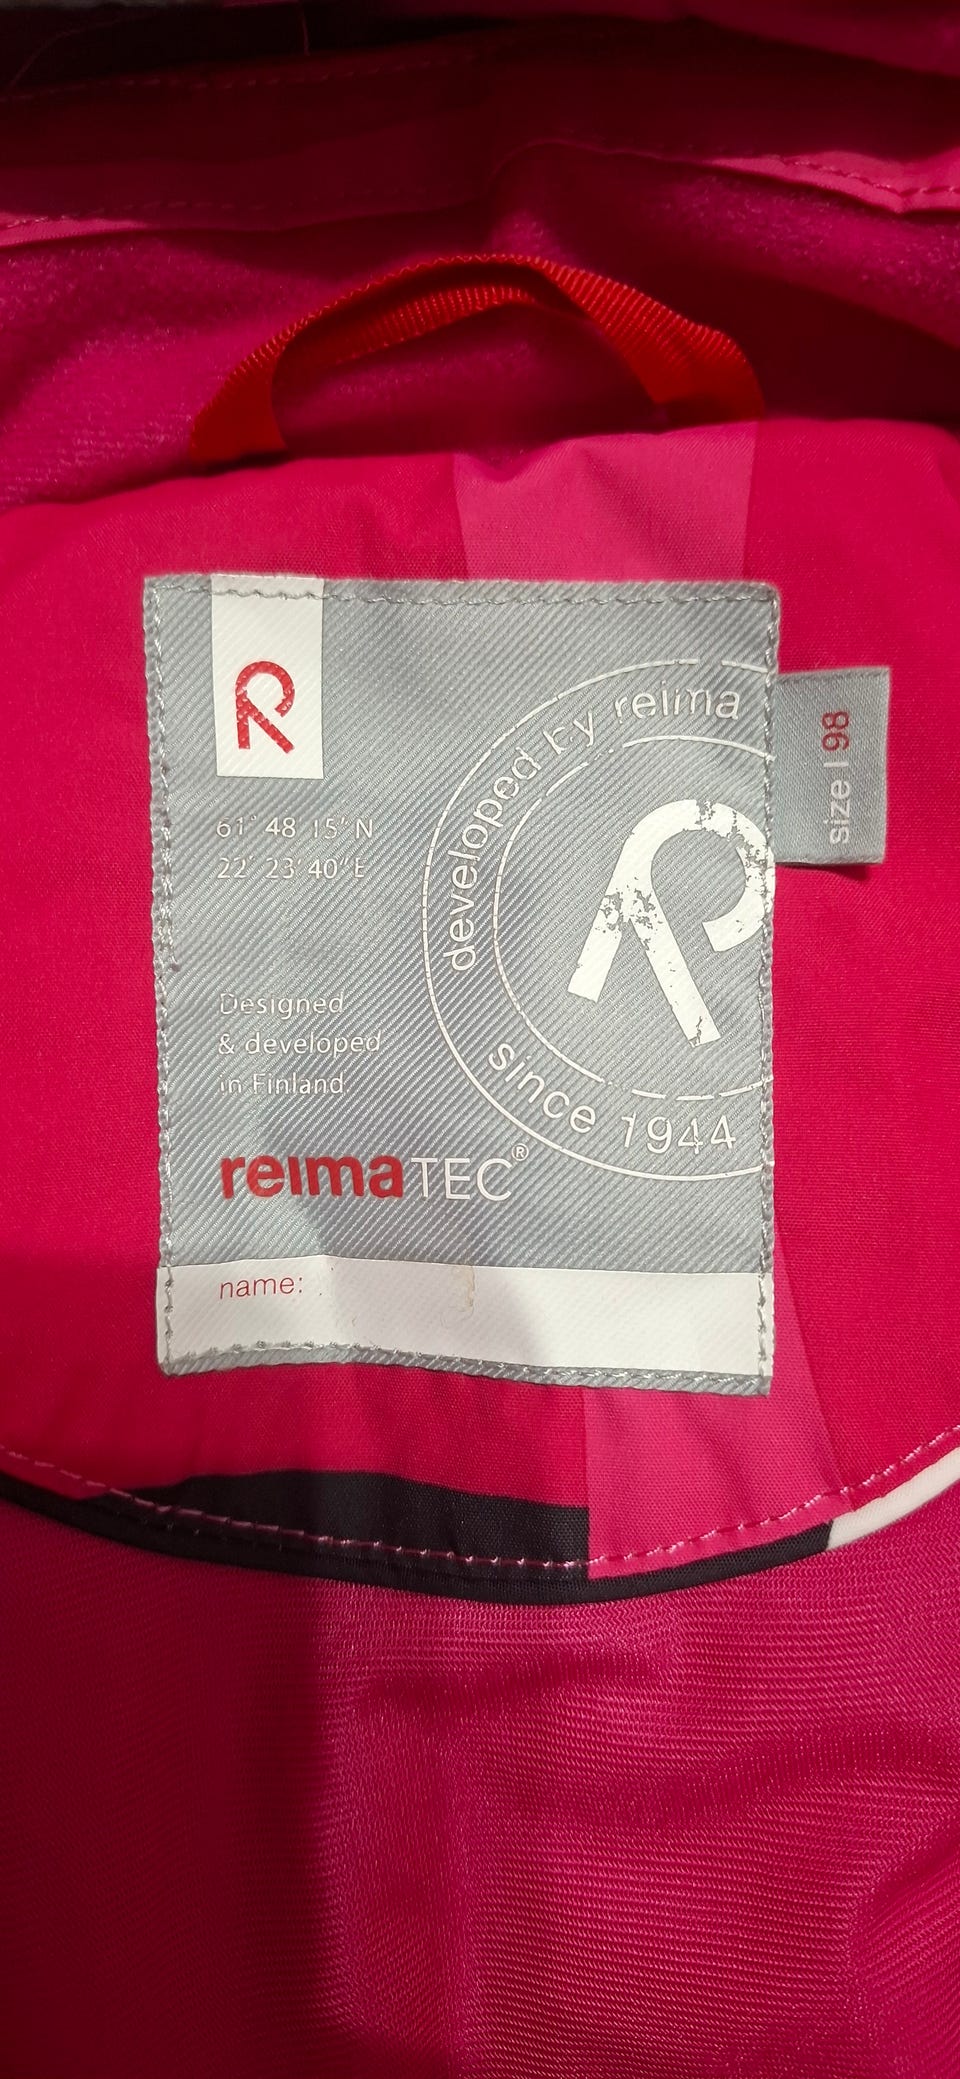 R
developed by reima
R
size | 98
61° 48 15" N
22° 23' 40" E
Designed
& developed
in Finland
since 1944
reimaTEC®
name: